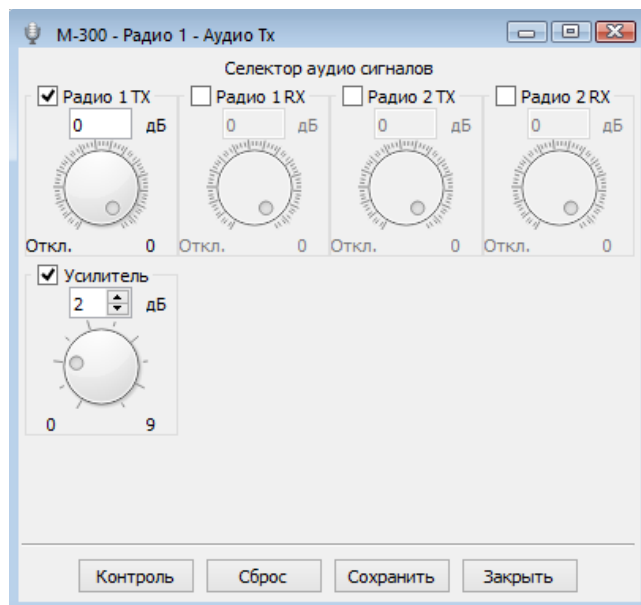 М-300 - Радио 1 - Аудио Tx
Селектор аудио сигналов
Радио 1 TX Радио 1 RX Радио 2 TX Радио 2 RX
0 дБ 0 дБ 0 дБ 0 дБ
Откл. 0 Откл. 0 Откл. 0 Откл. 0
Усилитель
2 дБ
0 9
Контроль Сброс Сохранить Закрыть